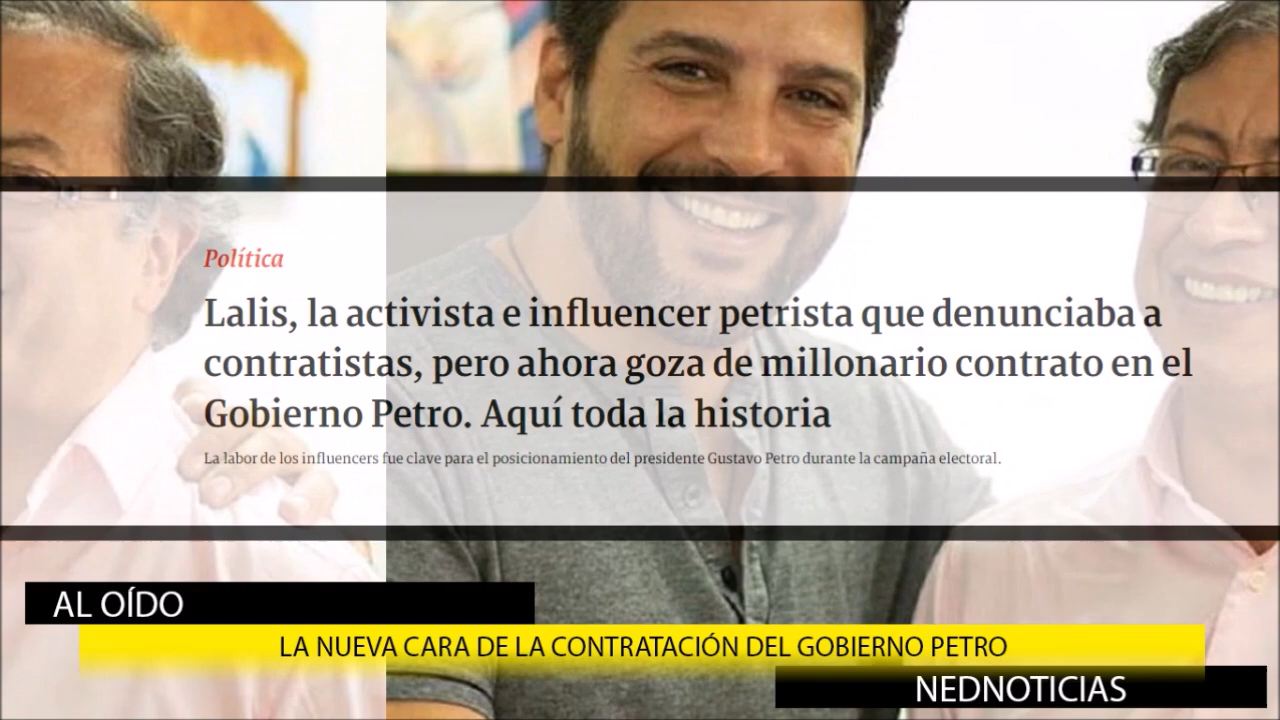 Política
Lalis, la activista e influencer petrista que denunciaba a
contratistas, pero ahora goza de millonario contrato en el
Gobierno Petro. Aquí toda la historia
La labor de los influencers fue clave para el posicionamiento del presidente Gustavo Petro durante la campaña electoral.
AL OÍDO
LA NUEVA CARA DE LA CONTRATACIÓN DEL GOBIERNO PETRO
NEDNOTICIAS